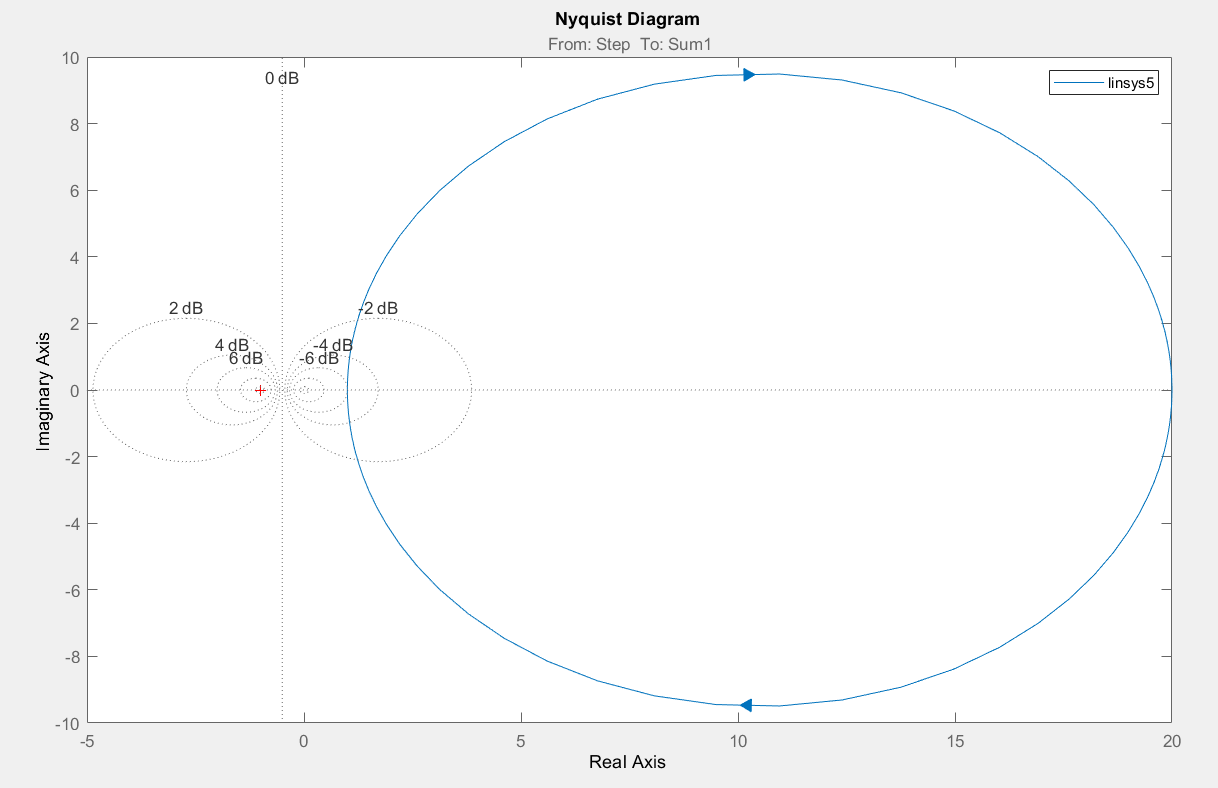 Nyquist Diagram
From: Step To: Sum1
0 dB
linsys5
10
8
6
4
2
0
-2
-4
-6
-8
-10
2 dB
-2 dB
4 dB
-4 dB
6 dB
-6 dB
Imaginary Axis
-5
0
5
10
15
20
Real Axis